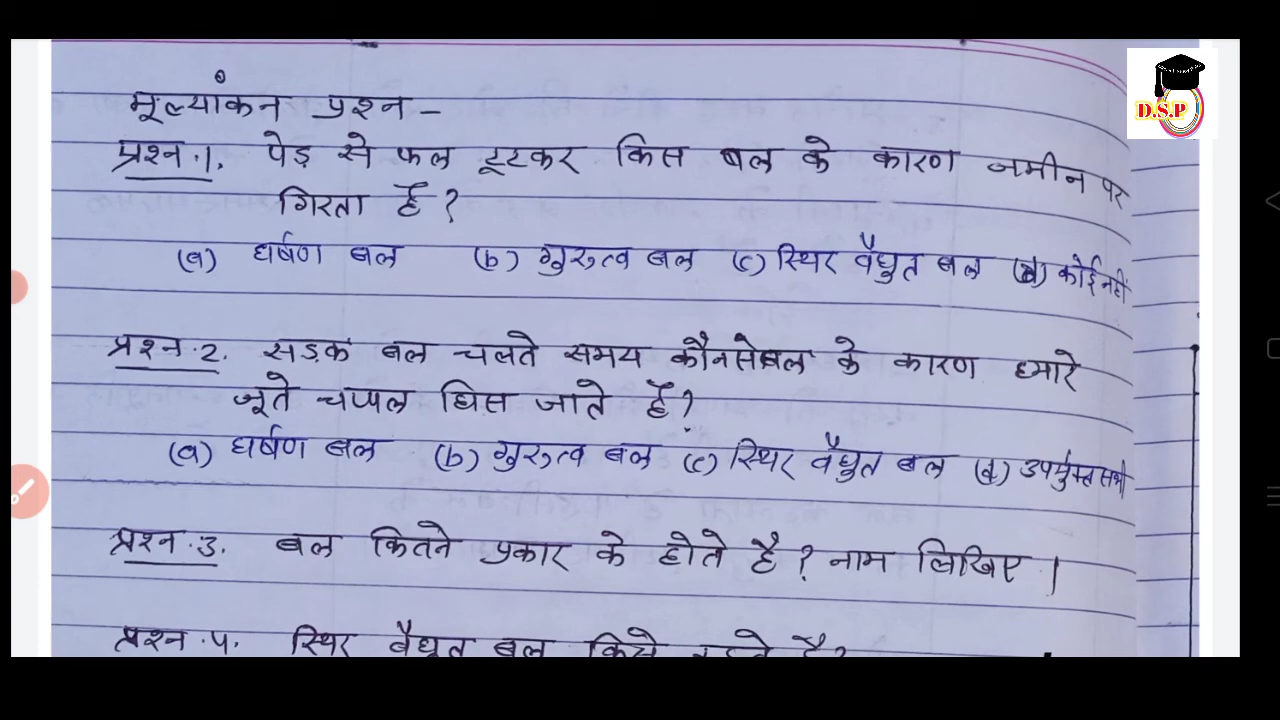 मूल्यांकन प्रश्न -
D.S.P
प्रश्न.1. पेड़ से फल टूटकर किस बल के कारण जमीन पर
गिरता है ?
(a) घर्षण बल (b) गुरुत्व बल (c) स्थिर वैधुत बल (d) कोई नहीं
प्रश्न.2. सड़क बल चलते समय कौनसे बल के कारण हमारे
जूते चप्पल घिस जाते है ?
(a) घर्षण बल (b) गुरुत्व बल (c) स्थिर वैधुत बल (d) उपर्युक्त सभी
प्रश्न.3. बल कितने प्रकार के होते है ? नाम लिखिए ।
प्रश्न.4. स्थिर वैधुत बल किसे कहते है ?